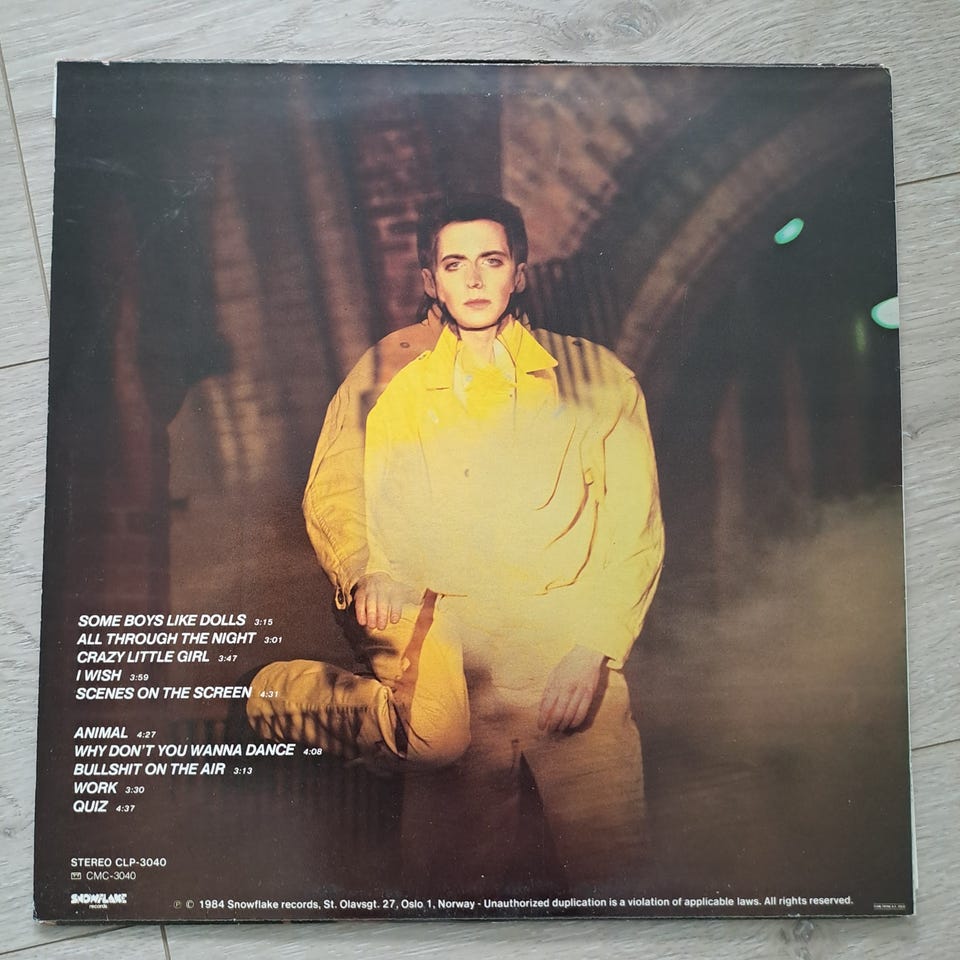 SOME BOYS LIKE DOLLS 3:15
ALL THROUGH THE NIGHT 3:01
CRAZY LITTLE GIRL 3:47
I WISH 3:59
SCENES ON THE SCREEN 4:31
ANIMAL 4:27
WHY DON'T YOU WANNA DANCE 4:08
BULLSHIT ON THE AIR 3:13
WORK 3:30
QUIZ 4:37
STEREO CLP-3040
CMC-3040
SNOWFLAKE
records
℗ © 1984 Snowflake records, St. Olavsgt. 27, Oslo 1, Norway - Unauthorized duplication is a violation of applicable laws. All rights reserved.